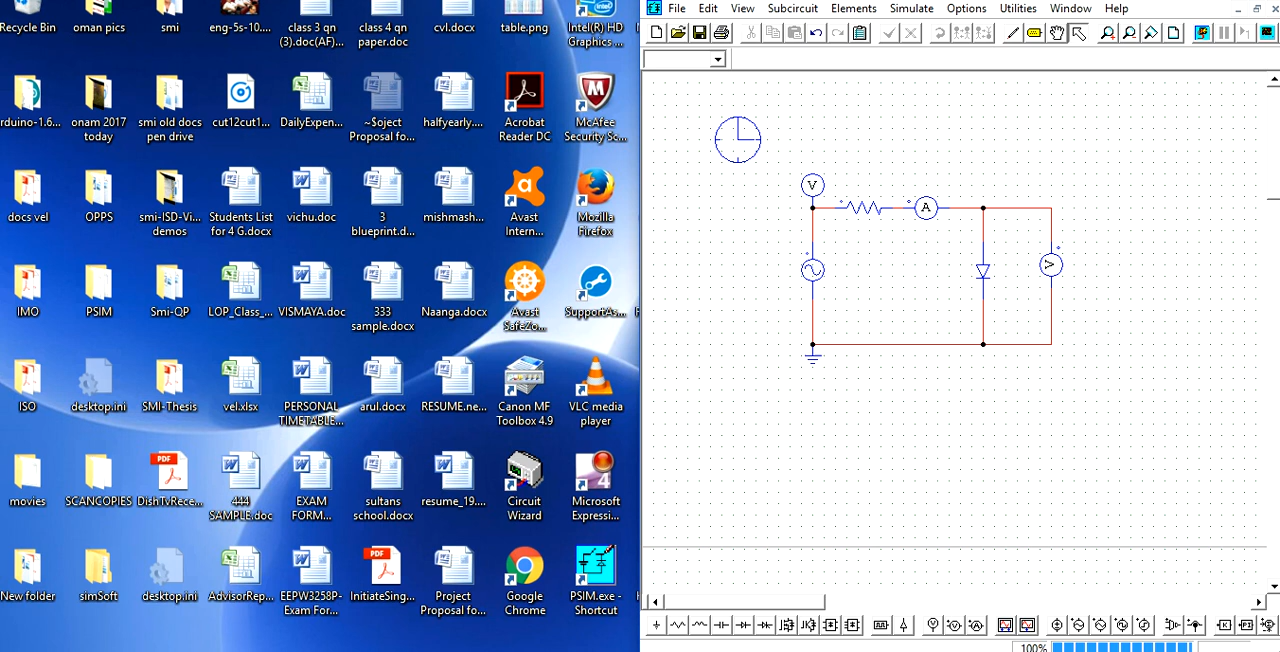 File Edit View Subcircuit Elements Simulate Options Utilities Window Help
Recycle Bin
oman pics
smi
eng-5s-10....
class 3 qn
(3).doc(AF)...
class 4 qn
paper.doc
cvl.docx
table.png
Intel(R) HD
Graphics...
rduino-1.6...
onam 2017
today
smi old docs
pen drive
cut12cut1...
DailyExpen...
~$oject
Proposal fo...
halfyearly....
Acrobat
Reader DC
McAfee
Security Sc...
docs vel
OPPS
smi-ISD-Vi...
demos
Students List
for 4 G.docx
vichu.doc
3
blueprint.d...
mishmash...
Avast
Intern...
Mozilla
Firefox
IMO
PSIM
Smi-QP
LOP_Class_...
VISMAYA.doc
333
sample.docx
Naanga.docx
Avast
SafeZo...
SupportAs...
ISO
desktop.ini
SMI-Thesis
vel.xlsx
PERSONAL
TIMETABLE...
arul.docx
RESUME.ne...
Canon MF
Toolbox 4.9
VLC media
player
movies
SCANCOPIES
PDF
DishTvRece...
444
SAMPLE.doc
EXAM
FORM...
sultans
school.docx
resume_19....
Circuit
Wizard
Microsoft
Expressi...
New folder
simSoft
desktop.ini
AdvisorRep...
EEPW3258P-
Exam For...
PDF
InitiateSing...
Project
Proposal fo...
Google
Chrome
PSIM.exe -
Shortcut
V
A
V
100%